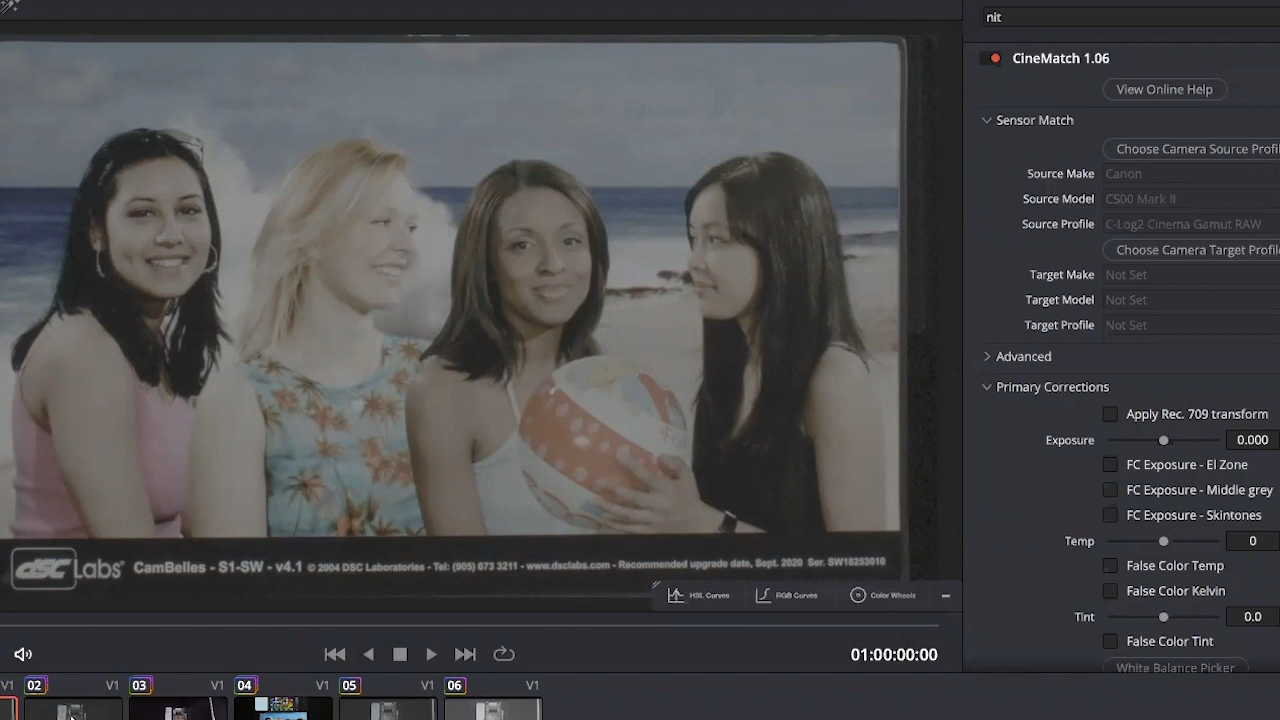 nit
CineMatch 1.06
View Online Help
Sensor Match
Choose Camera Source Profil
Source Make Canon
Source Model C500 Mark II
Source Profile C-Log2 Cinema Gamut RAW
Choose Camera Target Profile
Target Make Not Set
Target Model Not Set
Target Profile Not Set
Advanced
Primary Corrections
Apply Rec. 709 transform
Exposure 0.000
FC Exposure - El Zone
FC Exposure - Middle grey
FC Exposure - Skintones
Temp 0
False Color Temp
False Color Kelvin
Tint 0.0
False Color Tint
White Balance Picker
dsc Labs® CamBelles - S1-SW - v4.1 © 2004 DSC Laboratories - Tel: (905) 673 3211 - www.dsclabs.com - Recommended upgrade date, Sept. 2020 Ser. SW18253010
HSL Curves RGB Curves Color Wheels
01:00:00:00
V1 02 V1 03 V1 04 V1 05 V1 06 V1